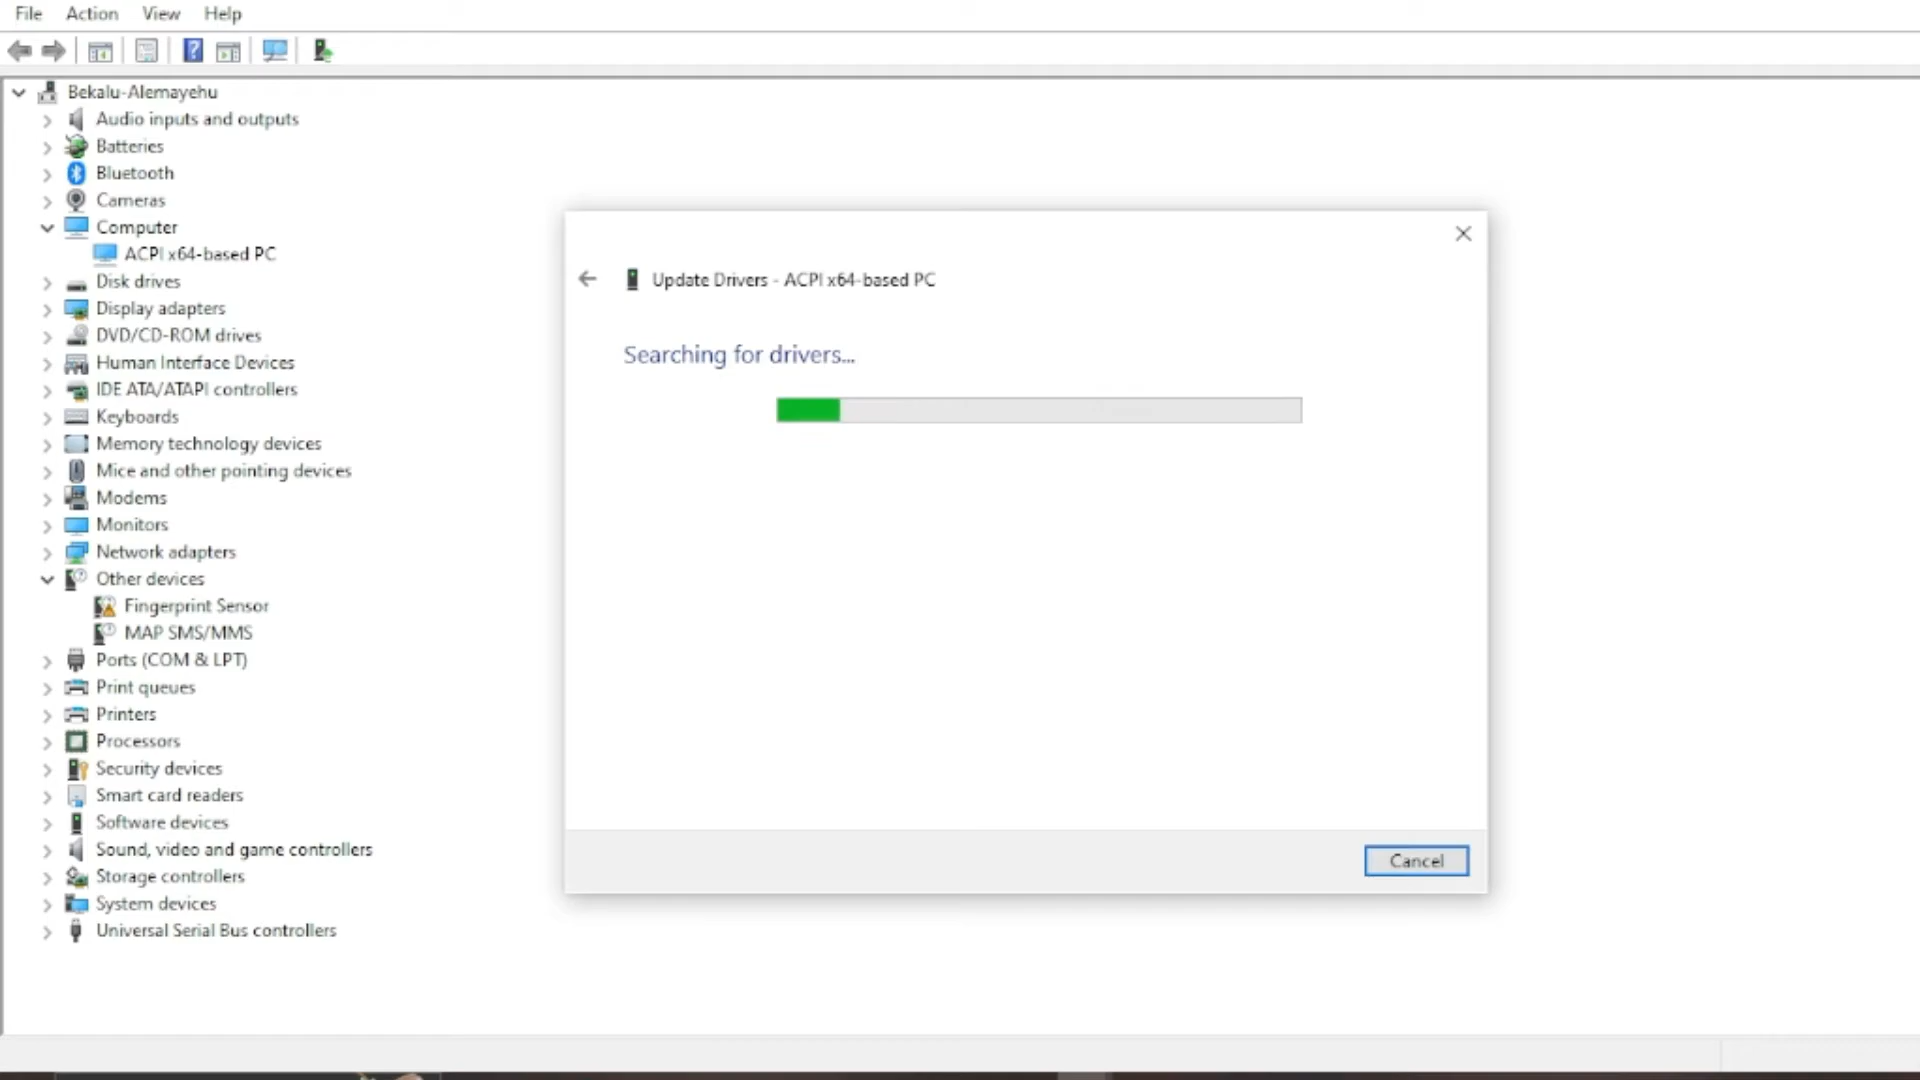 File Action View Help
Bekalu-Alemayehu
Audio inputs and outputs
Batteries
Bluetooth
Cameras
Computer
ACPI x64-based PC
Disk drives
Display adapters
DVD/CD-ROM drives
Human Interface Devices
IDE ATA/ATAPI controllers
Keyboards
Memory technology devices
Mice and other pointing devices
Modems
Monitors
Network adapters
Other devices
Fingerprint Sensor
MAP SMS/MMS
Ports (COM & LPT)
Print queues
Printers
Processors
Security devices
Smart card readers
Software devices
Sound, video and game controllers
Storage controllers
System devices
Universal Serial Bus controllers
Update Drivers - ACPI x64-based PC
Searching for drivers...
Cancel